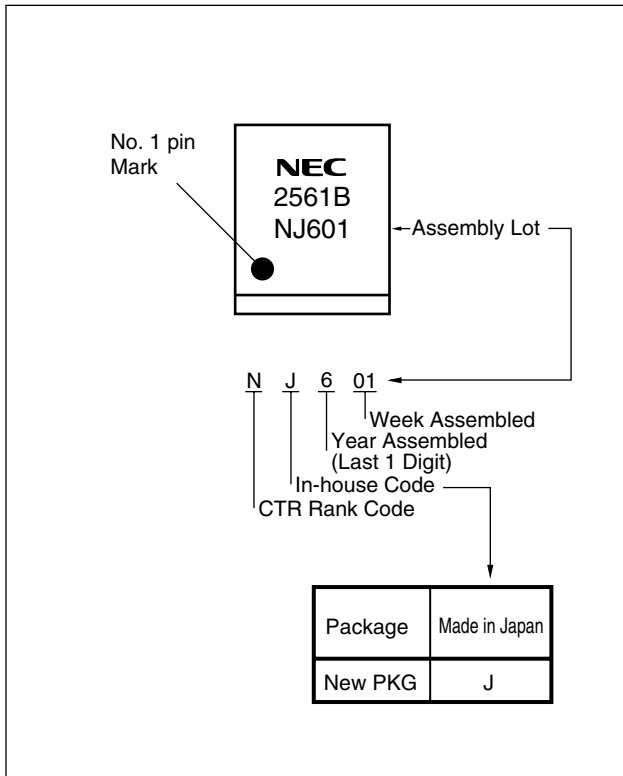 No. 1 pin
Mark
NEC
2561B
NJ601
Assembly Lot
N J 6 01
Week Assembled
Year Assembled
(Last 1 Digit)
In-house Code
CTR Rank Code
Package Made in Japan
New PKG J